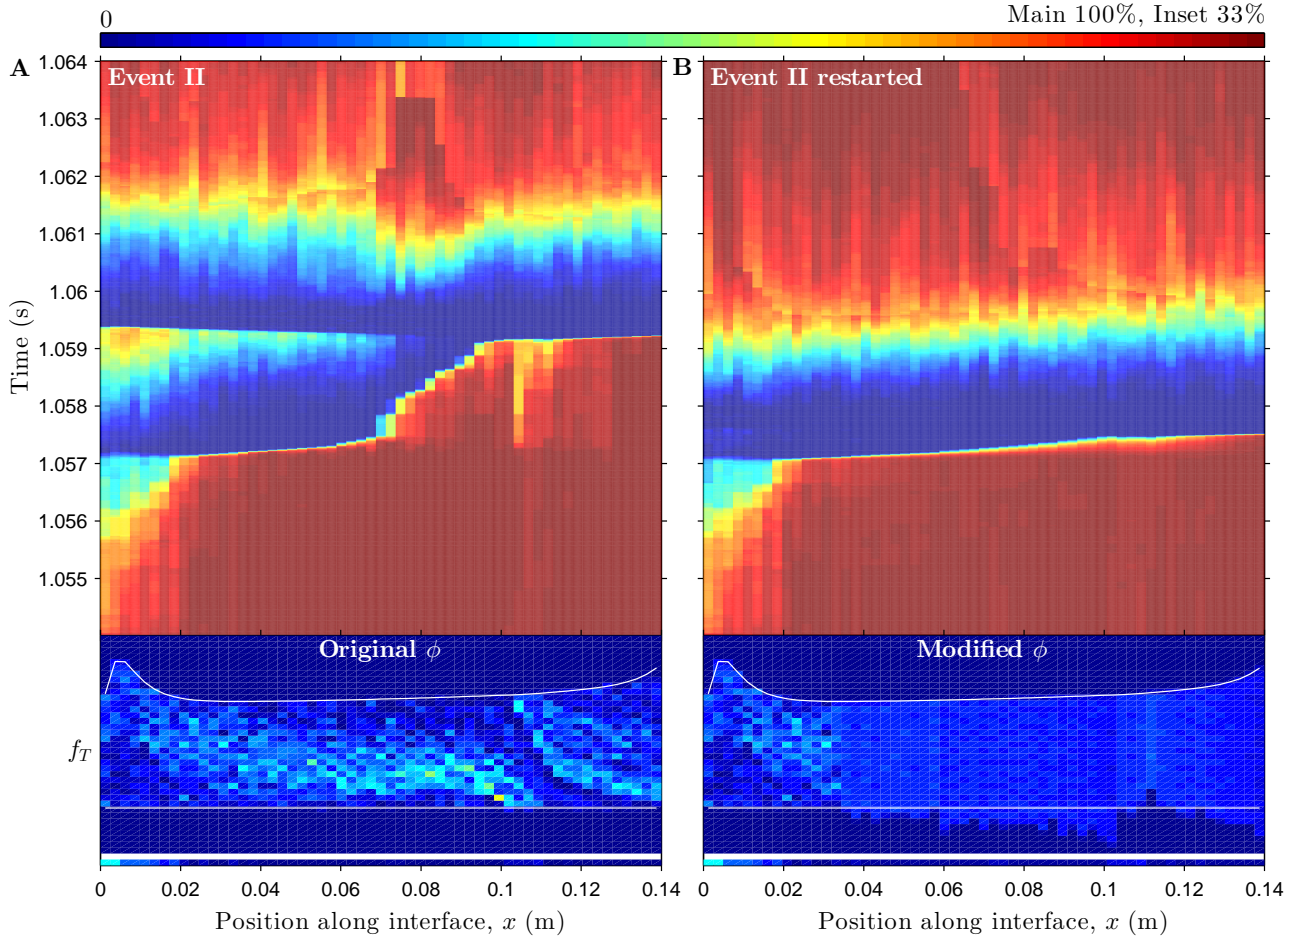 0 Main 100%, Inset 33%
A B
Event II Event II restarted
1.064
1.063
1.062
1.061
1.06
1.059
1.058
1.057
1.056
1.055
Time (s)
Original ϕ Modified ϕ
f_T
0 0.02 0.04 0.06 0.08 0.1 0.12 0.14 0 0.02 0.04 0.06 0.08 0.1 0.12 0.14
Position along interface, x (m) Position along interface, x (m)